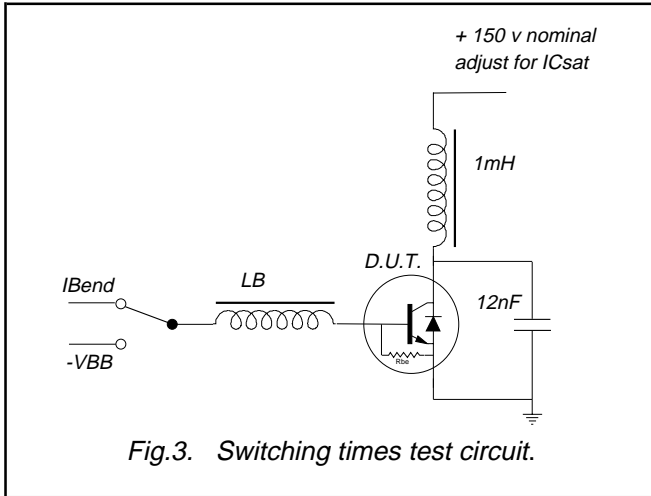 + 150 v nominal
adjust for ICsat
1mH
D.U.T.
LB
IBend
12nF
-VBB
Rbe
Fig.3. Switching times test circuit.